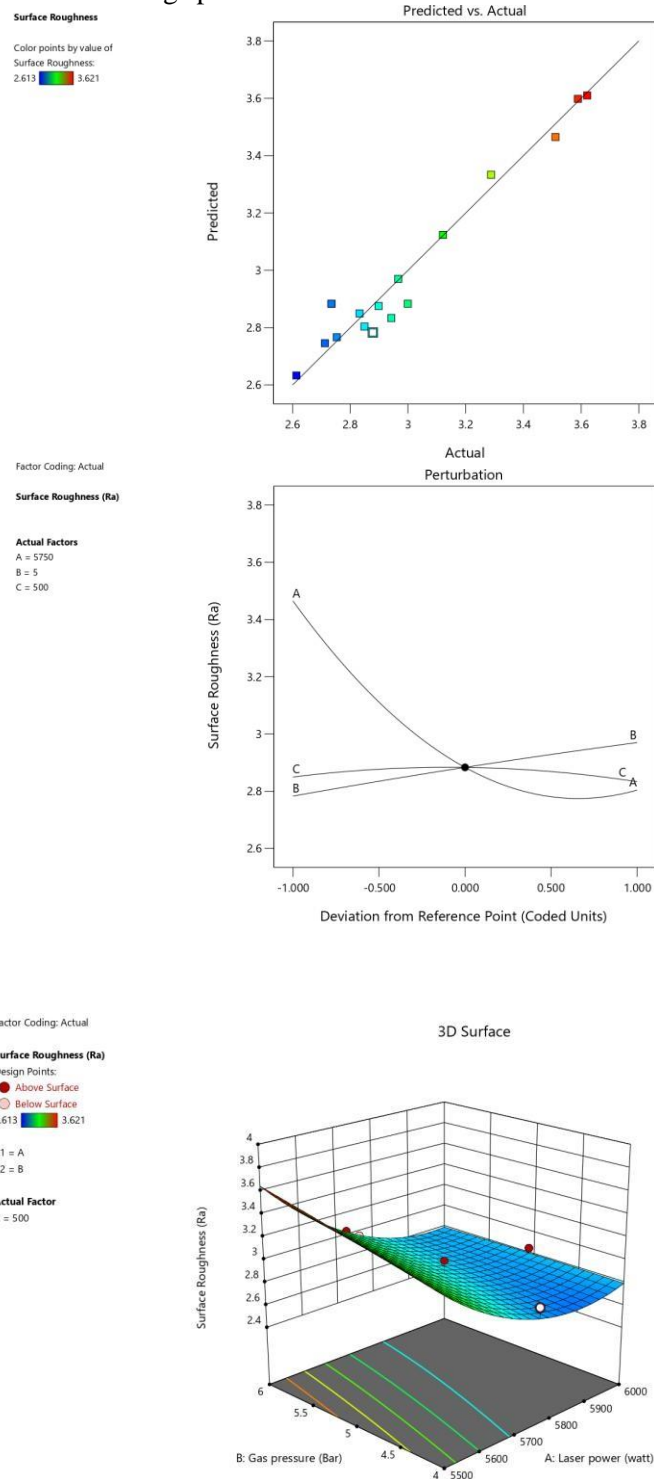 Surface Roughness
Color points by value of
Surface Roughness:
2.613 3.621
Predicted vs. Actual
3.8
3.6
3.4
3.2
3
2.8
2.6
Predicted
2.6 2.8 3 3.2 3.4 3.6 3.8
Actual
Factor Coding: Actual
Surface Roughness (Ra)
Actual Factors
A = 5750
B = 5
C = 500
Perturbation
3.8
3.6
3.4
3.2
3
2.8
2.6
Surface Roughness (Ra)
A
B
C
C
B
A
-1.000 -0.500 0.000 0.500 1.000
Deviation from Reference Point (Coded Units)
actor Coding: Actual
urface Roughness (Ra)
esign Points:
Above Surface
Below Surface
.613 3.621
1 = A
2 = B
ctual Factor
= 500
3D Surface
4
3.8
3.6
3.4
3.2
3
2.8
2.6
2.4
Surface Roughness (Ra)
6
5.5
5
4.5
4
B: Gas pressure (Bar)
5500
5600
5700
5800
5900
6000
A: Laser power (watt)